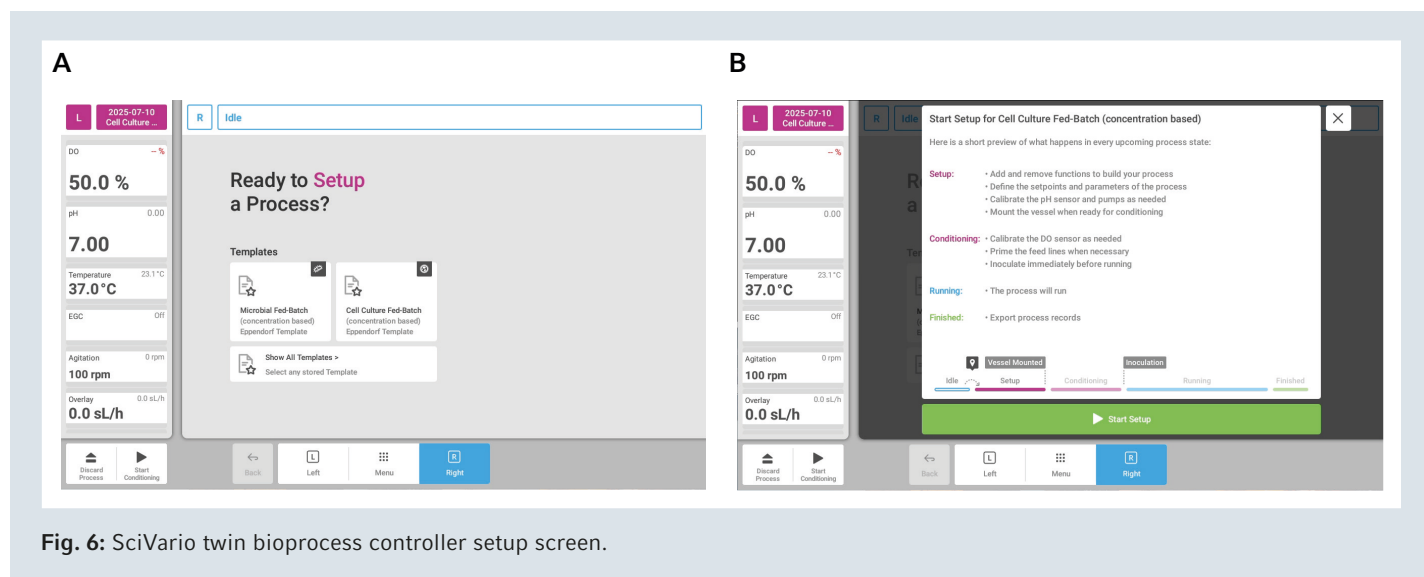 A
L
2025-07-10
Cell Culture ...
R
Idle
DO
-- %
50.0 %
pH
0.00
7.00
Temperature
23.1°C
37.0°C
EGC
Off
Agitation
0 rpm
100 rpm
Overlay
0.0 sL/h
0.0 sL/h
Ready to Setup
a Process?
Templates
Microbial Fed-Batch
(concentration based)
Eppendorf Template
Cell Culture Fed-Batch
(concentration based)
Eppendorf Template
Show All Templates >
Select any stored Template
Discard
Process
Start
Conditioning
Back
L
Left
Menu
R
Right
B
L
2025-07-10
Cell Culture ...
R
Idle
DO
-- %
50.0 %
pH
0.00
7.00
Temperature
23.1°C
37.0°C
EGC
Off
Agitation
0 rpm
100 rpm
Overlay
0.0 sL/h
0.0 sL/h
Start Setup for Cell Culture Fed-Batch (concentration based)
Here is a short preview of what happens in every upcoming process state:
Setup: • Add and remove functions to build your process
• Define the setpoints and parameters of the process
• Calibrate the pH sensor and pumps as needed
• Mount the vessel when ready for conditioning
Conditioning: • Calibrate the DO sensor as needed
• Prime the feed lines when necessary
• Inoculate immediately before running
Running: • The process will run
Finished: • Export process records
Vessel Mounted
Inoculation
Idle
Setup
Conditioning
Running
Finished
Start Setup
Discard
Process
Start
Conditioning
Back
L
Left
Menu
R
Right
Fig. 6: SciVario twin bioprocess controller setup screen.